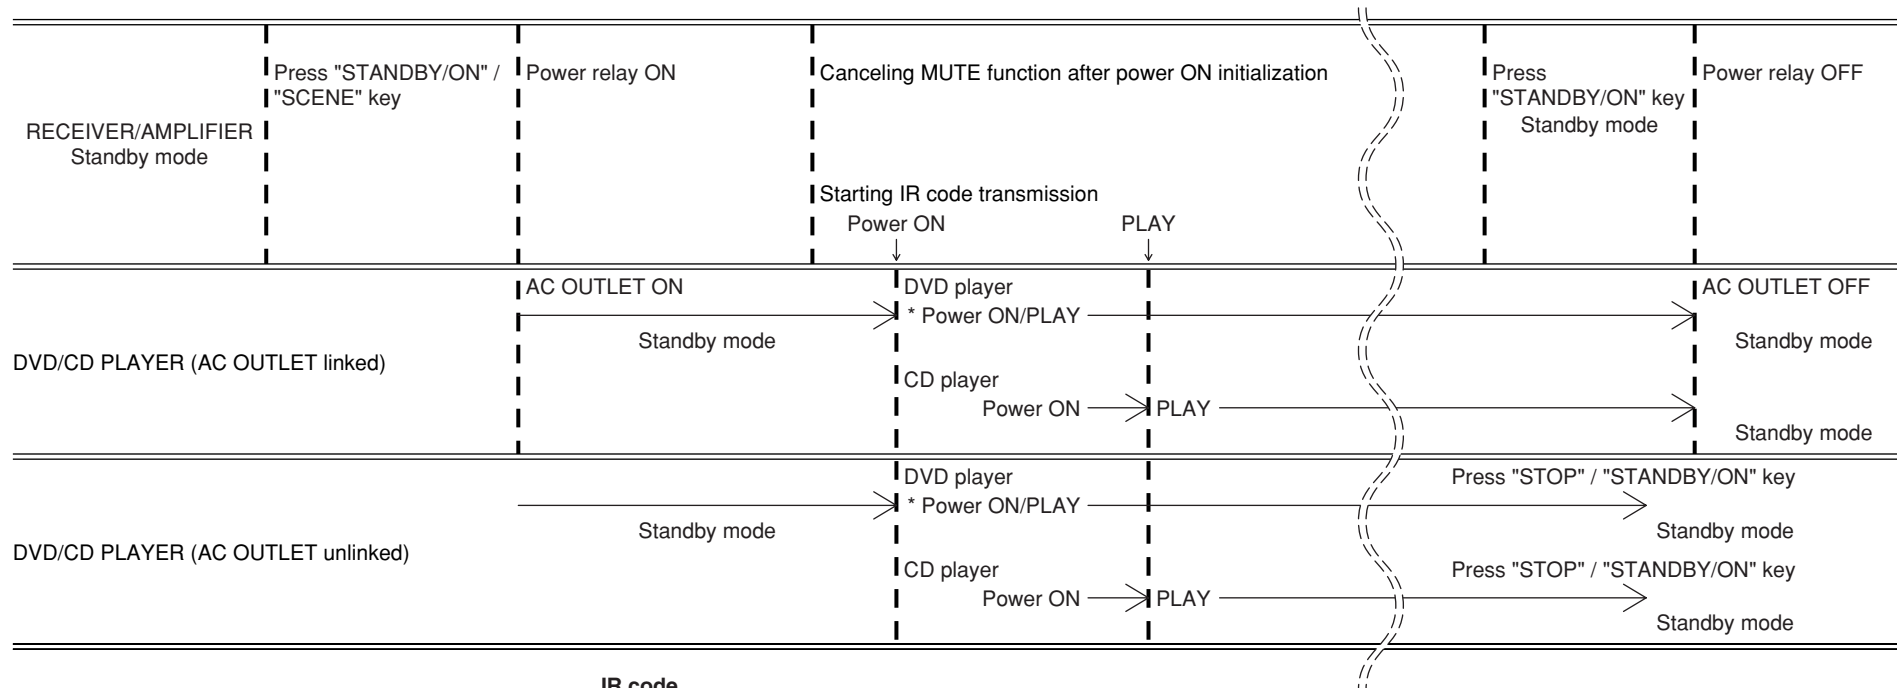 Press "STANDBY/ON" /
"SCENE" key
Power relay ON
Canceling MUTE function after power ON initialization
Press
"STANDBY/ON" key
Standby mode
Power relay OFF
RECEIVER/AMPLIFIER
Standby mode
Starting IR code transmission
Power ON
PLAY
AC OUTLET ON
DVD player
AC OUTLET OFF
* Power ON/PLAY
Standby mode
Standby mode
DVD/CD PLAYER (AC OUTLET linked)
CD player
Power ON
PLAY
Standby mode
DVD player
Press "STOP" / "STANDBY/ON" key
* Power ON/PLAY
Standby mode
Standby mode
DVD/CD PLAYER (AC OUTLET unlinked)
CD player
Press "STOP" / "STANDBY/ON" key
Power ON
PLAY
Standby mode
IR code